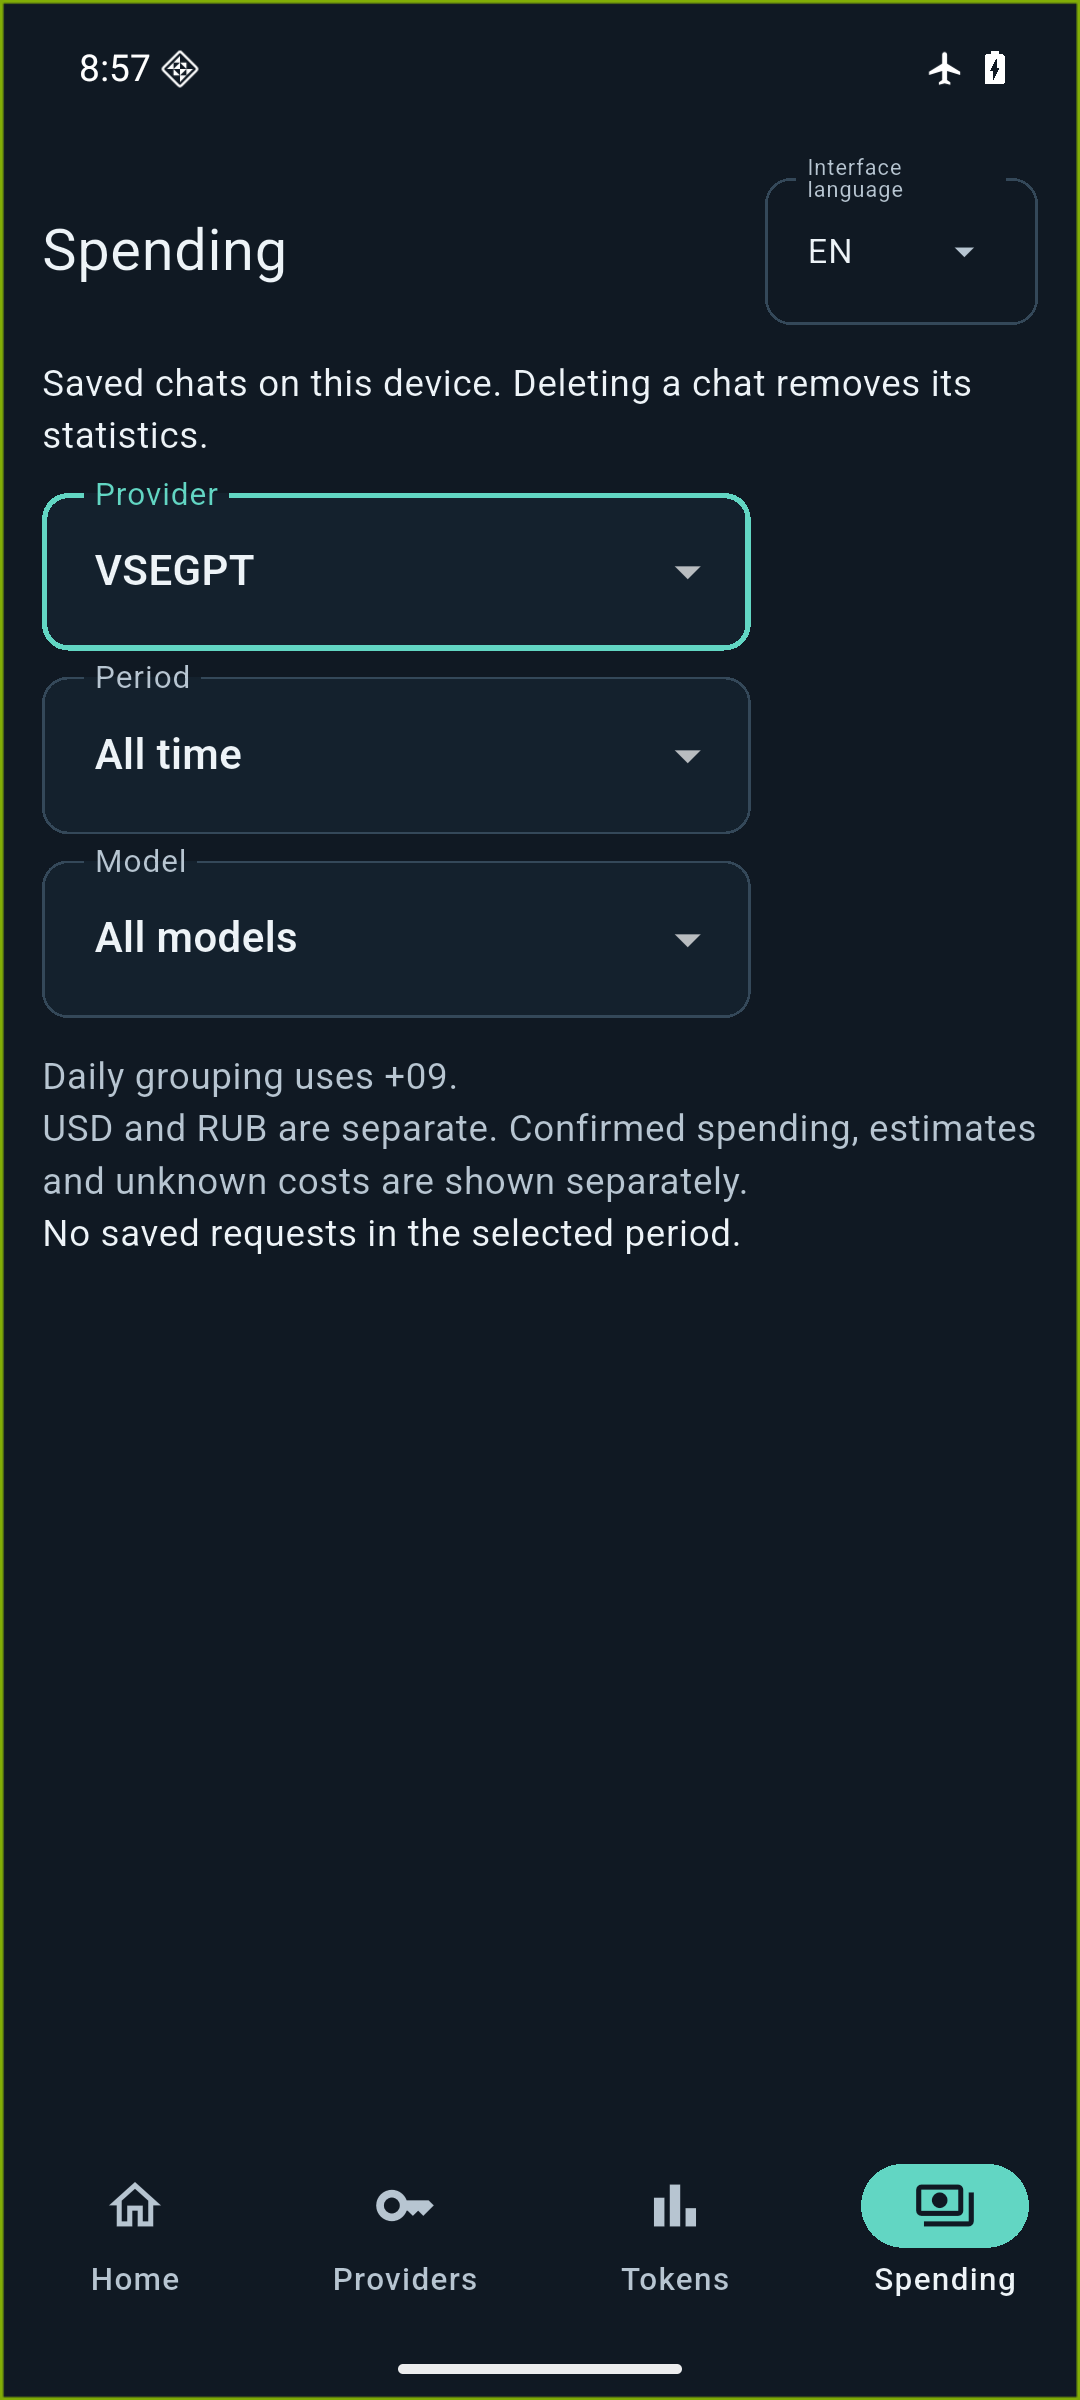 8:57
Interface
language
Spending
EN
Saved chats on this device. Deleting a chat removes its
statistics.
Provider
VSEGPT
Period
All time
Model
All models
Daily grouping uses +09.
USD and RUB are separate. Confirmed spending, estimates
and unknown costs are shown separately.
No saved requests in the selected period.
Home
Providers
Tokens
Spending